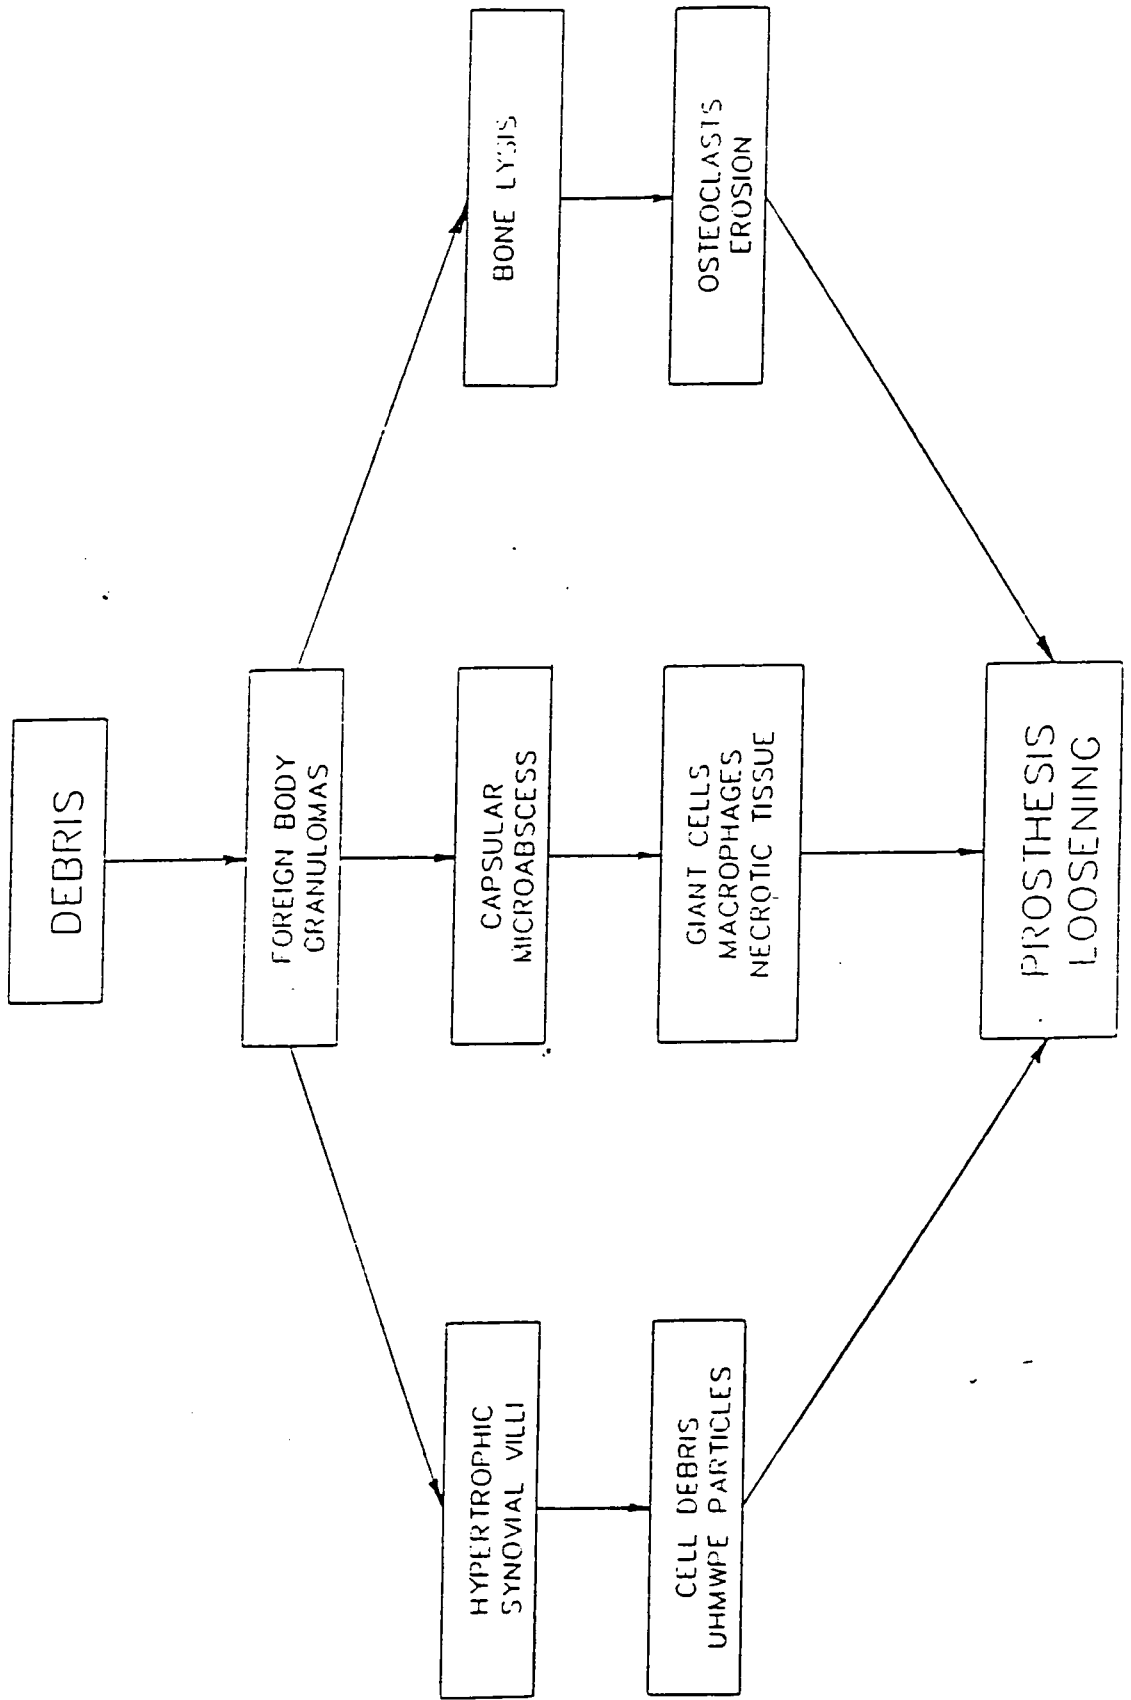 DEBRIS
FOREIGN BODY
GRANULOMAS
HYPERTROPHIC
SYNOVIAL VILLI
CAPSULAR
MICROABSCESS
BONE LYSIS
CELL DEBRIS
UHMWPE PARTICLES
GIANT CELLS
MACROPHAGES
NECROTIC TISSUE
OSTEOCLASTS
EROSION
PROSTHESIS
LOOSENING